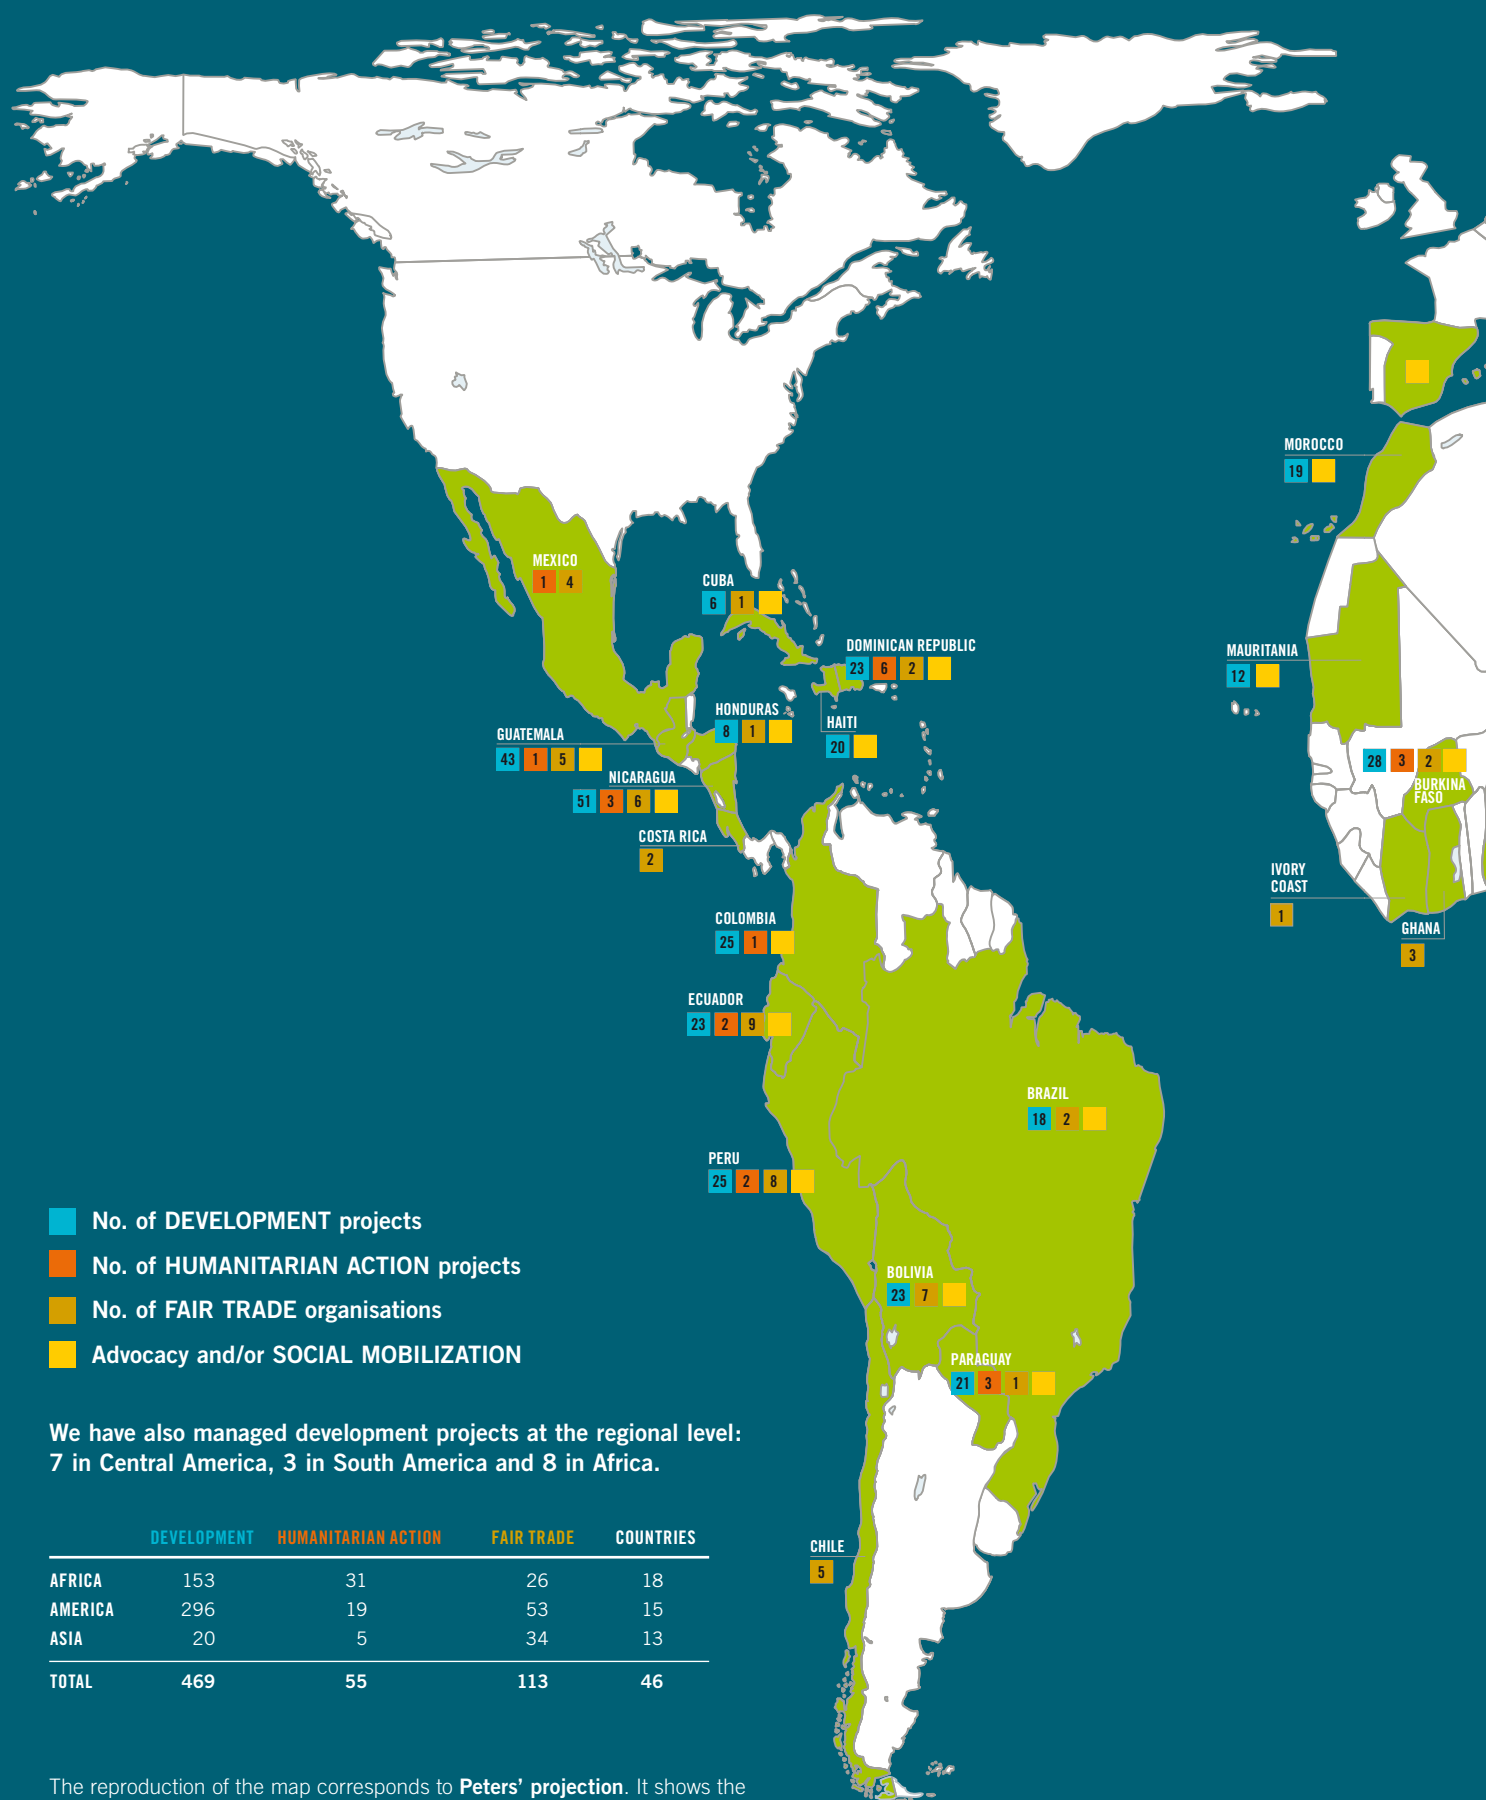 MOROCCO
19
MEXICO
1 4
CUBA
6 1
DOMINICAN REPUBLIC
23 6 2
MAURITANIA
12
HONDURAS
8 1
HAITI
20
GUATEMALA
43 1 5
NICARAGUA
51 3 6
28 3 2
BURKINA
FASO
COSTA RICA
2
IVORY
COAST
1
GHANA
3
COLOMBIA
25 1
ECUADOR
23 2 9
BRAZIL
18 2
PERU
25 2 8
BOLIVIA
23 7
PARAGUAY
21 3 1
CHILE
5
No. of DEVELOPMENT projects
No. of HUMANITARIAN ACTION projects
No. of FAIR TRADE organisations
Advocacy and/or SOCIAL MOBILIZATION
We have also managed development projects at the regional level:
7 in Central America, 3 in South America and 8 in Africa.
DEVELOPMENT HUMANITARIAN ACTION FAIR TRADE COUNTRIES
AFRICA 153 31 26 18
AMERICA 296 19 53 15
ASIA 20 5 34 13
TOTAL 469 55 113 46
The reproduction of the map corresponds to Peters' projection. It shows the